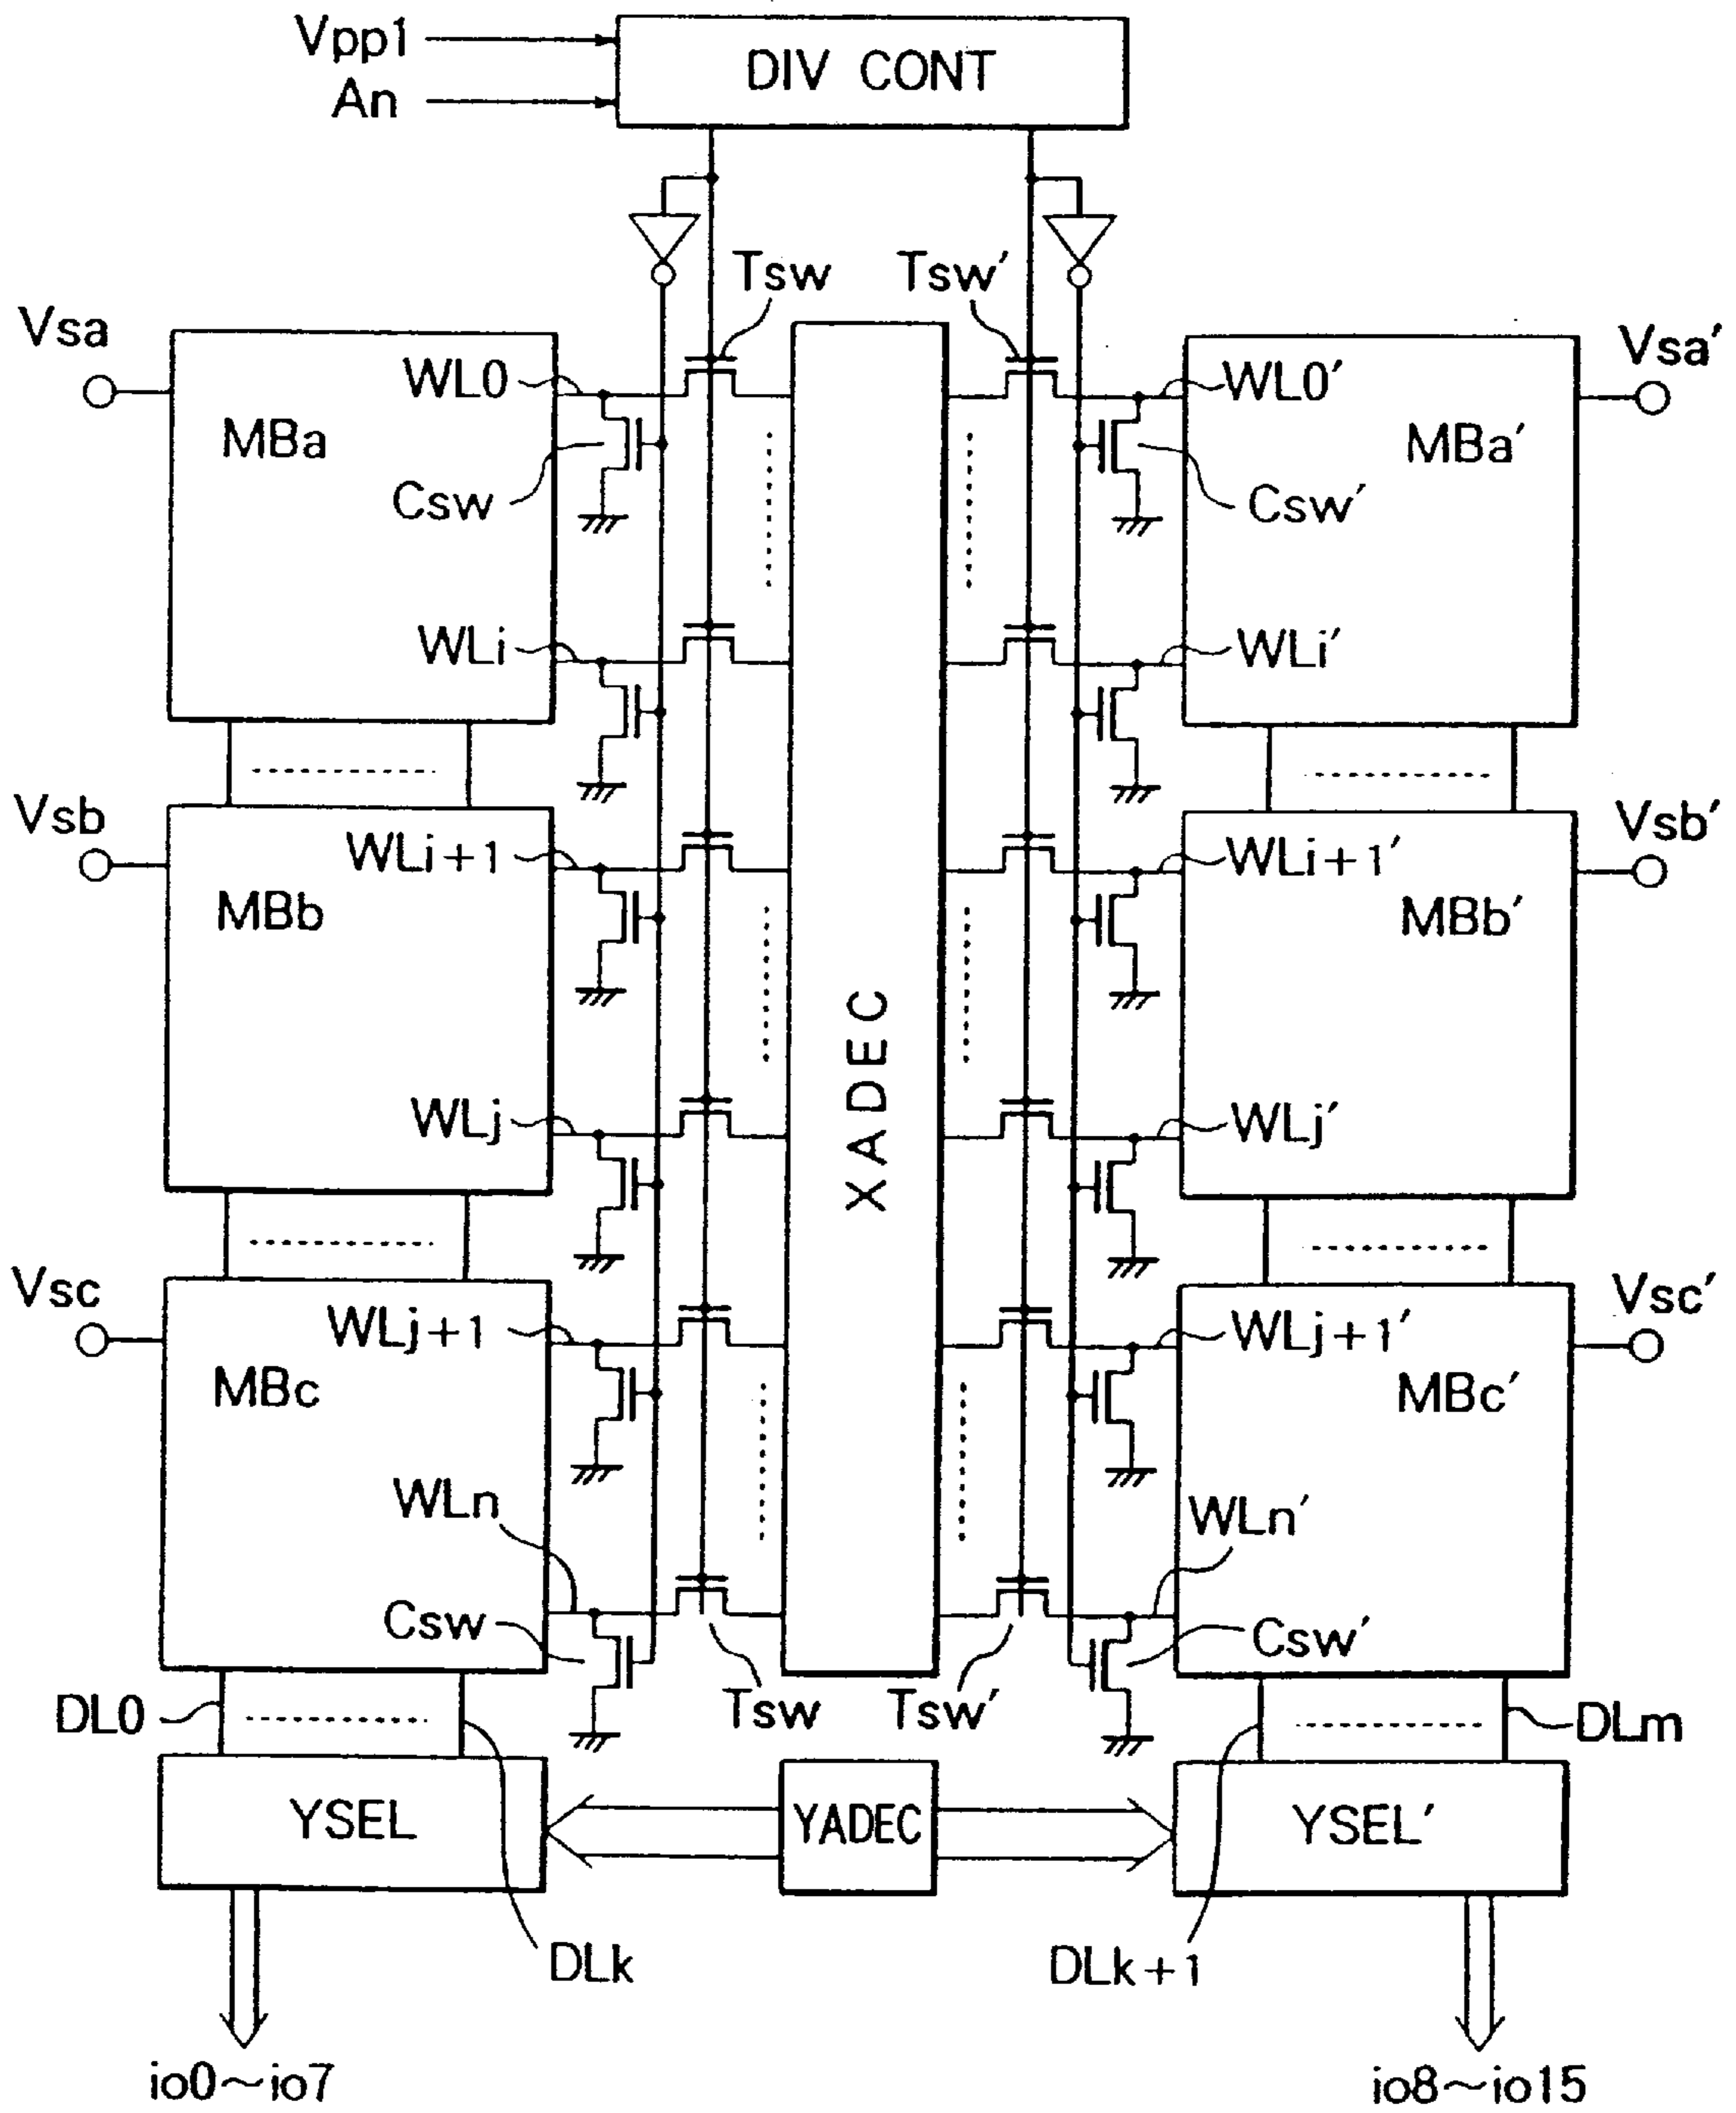 Vpp1
An
DIV CONT
Tsw
Tsw'
Vsa
WL0
WL0'
Vsa'
MBa
MBa'
Csw
Csw'
WLi
WLi'
Vsb
WLi+1
WLi+1'
Vsb'
MBb
MBb'
XADEC
WLj
WLj'
Vsc
WLj+1
WLj+1'
Vsc'
MBc
MBc'
WLn
WLn'
Csw
Csw'
DL0
Tsw
Tsw'
DLm
YSEL
YADEC
YSEL'
DLk
DLk+1
io0~io7
io8~io15